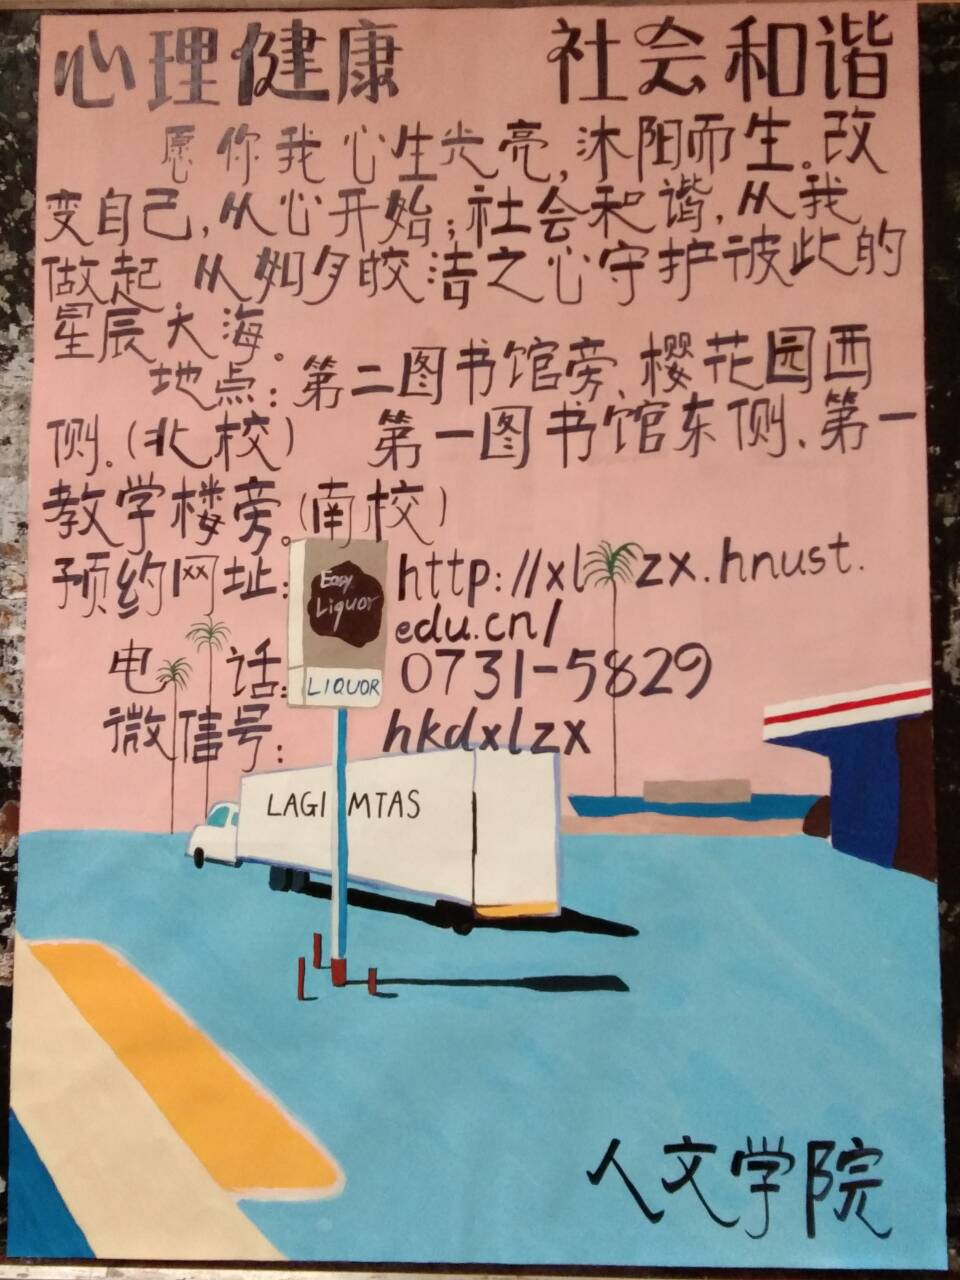 心理健康 社会和谐
愿你我心生光亮,沐阳而生。改
变自己,从心开始;社会和谐,从我
做起.从如夕皎洁之心守护彼此的
星辰大海。
地点:第二图书馆旁、樱花园西
侧.(北校) 第一图书馆东侧、第一
教学楼旁。(南校)
预约网址: http://xl zx.hnust.
edu.cn/
电话: 0731-5829
微信号: hkdxlzx
Easy
Liquor
LIQUOR
LAGI MTAS
人文学院